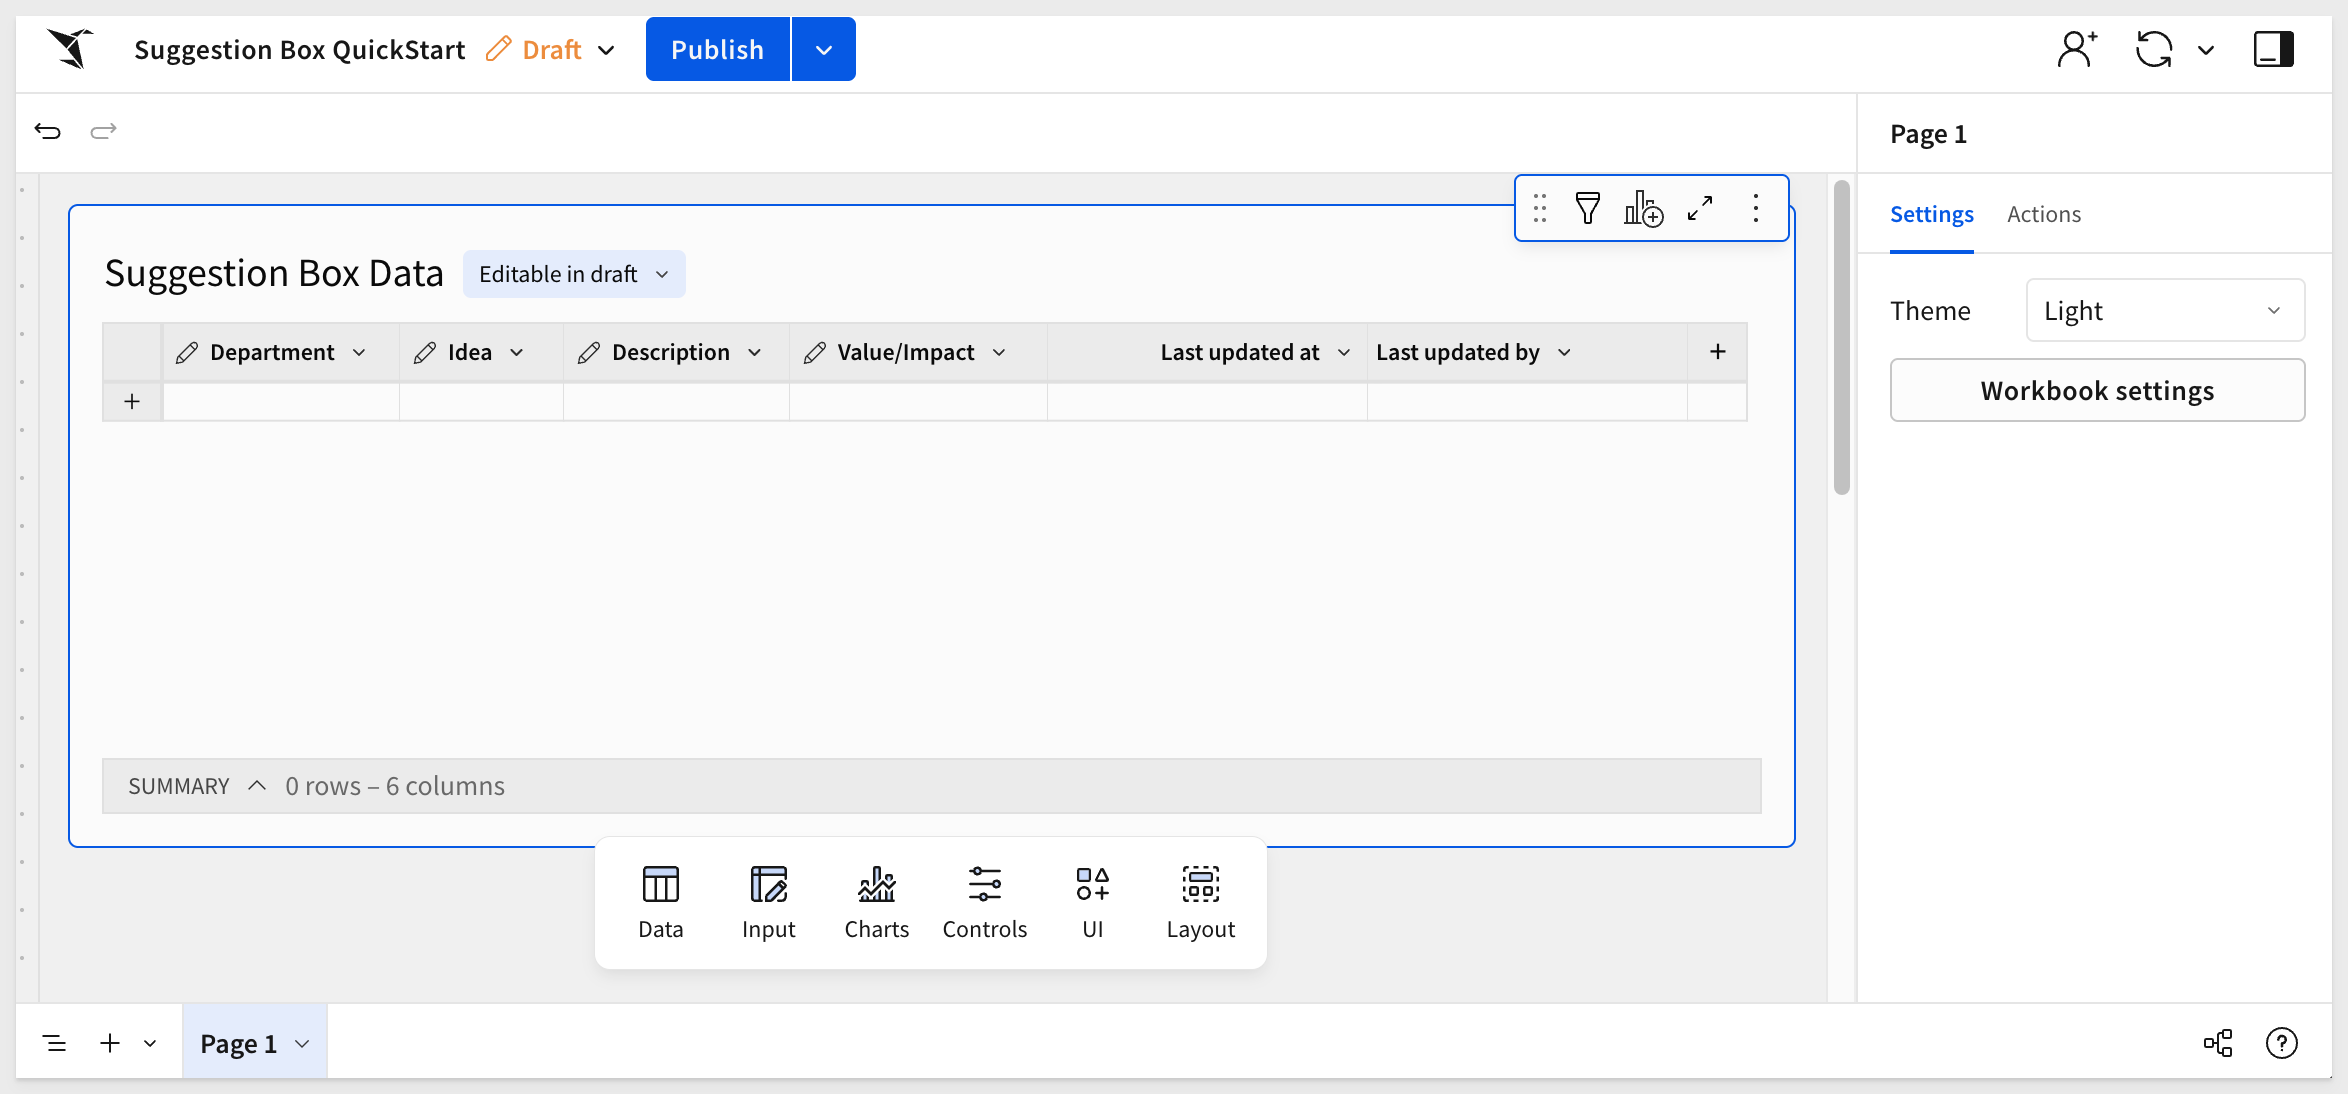 Suggestion Box QuickStart Draft Publish
Page 1
Settings Actions
Suggestion Box Data Editable in draft
Theme Light
Department Idea Description Value/Impact Last updated at Last updated by +
Workbook settings
+
SUMMARY 0 rows – 6 columns
Data Input Charts Controls UI Layout
+ Page 1 ?